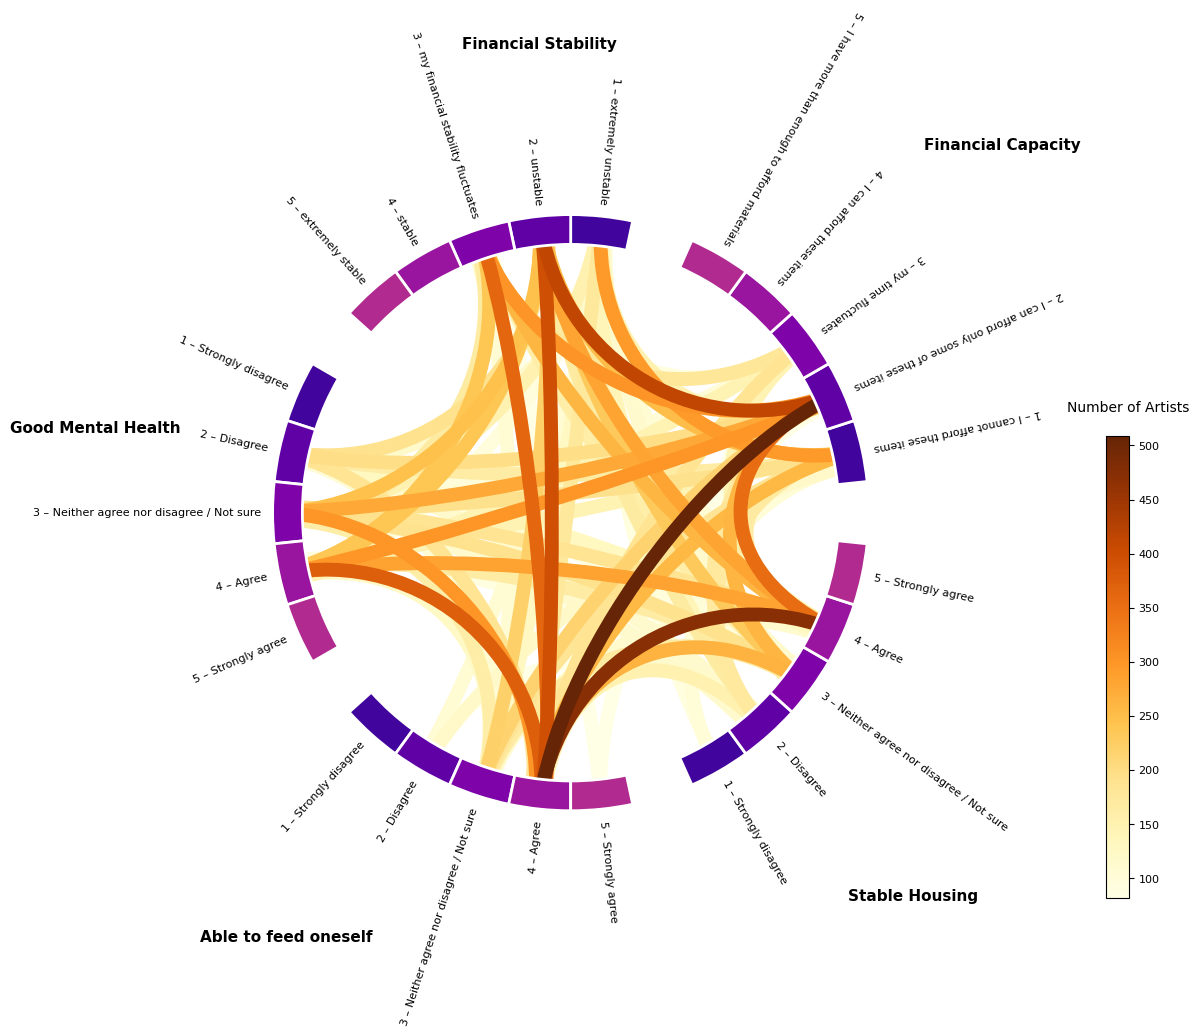 Financial Stability
1 – extremely unstable
2 – unstable
3 – my financial stability fluctuates
4 – stable
5 – extremely stable
Financial Capacity
5 – I have more than enough to afford materials
4 – I can afford these items
3 – my time fluctuates
2 – I can afford only some of these items
1 – I cannot afford these items
Good Mental Health
1 – Strongly disagree
2 – Disagree
3 – Neither agree nor disagree / Not sure
4 – Agree
5 – Strongly agree
Able to feed oneself
1 – Strongly disagree
2 – Disagree
3 – Neither agree nor disagree / Not sure
4 – Agree
5 – Strongly agree
Stable Housing
1 – Strongly disagree
2 – Disagree
3 – Neither agree nor disagree / Not sure
4 – Agree
5 – Strongly agree
Number of Artists
500
450
400
350
300
250
200
150
100